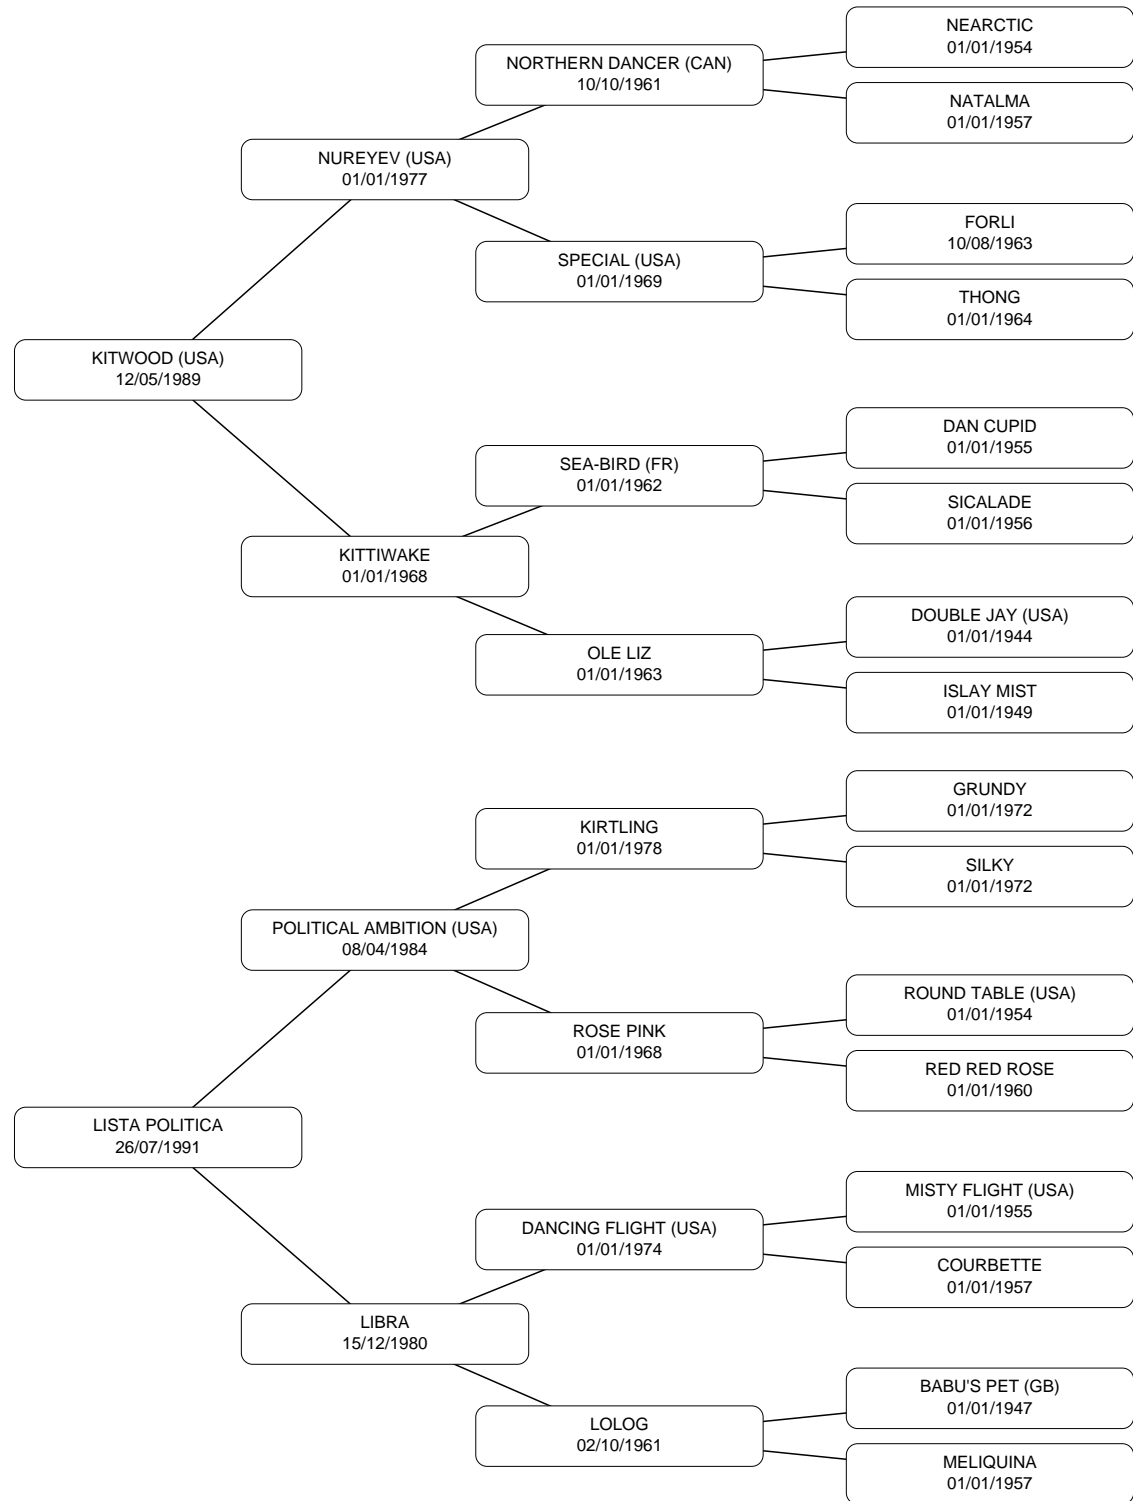 NEARCTIC
01/01/1954
NORTHERN DANCER (CAN)
10/10/1961
NATALMA
01/01/1957
NUREYEV (USA)
01/01/1977
FORLI
10/08/1963
SPECIAL (USA)
01/01/1969
THONG
01/01/1964
KITWOOD (USA)
12/05/1989
DAN CUPID
01/01/1955
SEA-BIRD (FR)
01/01/1962
SICALADE
01/01/1956
KITTIWAKE
01/01/1968
DOUBLE JAY (USA)
01/01/1944
OLE LIZ
01/01/1963
ISLAY MIST
01/01/1949
GRUNDY
01/01/1972
KIRTLING
01/01/1978
SILKY
01/01/1972
POLITICAL AMBITION (USA)
08/04/1984
ROUND TABLE (USA)
01/01/1954
ROSE PINK
01/01/1968
RED RED ROSE
01/01/1960
LISTA POLITICA
26/07/1991
MISTY FLIGHT (USA)
01/01/1955
DANCING FLIGHT (USA)
01/01/1974
COURBETTE
01/01/1957
LIBRA
15/12/1980
BABU'S PET (GB)
01/01/1947
LOLOG
02/10/1961
MELIQUINA
01/01/1957